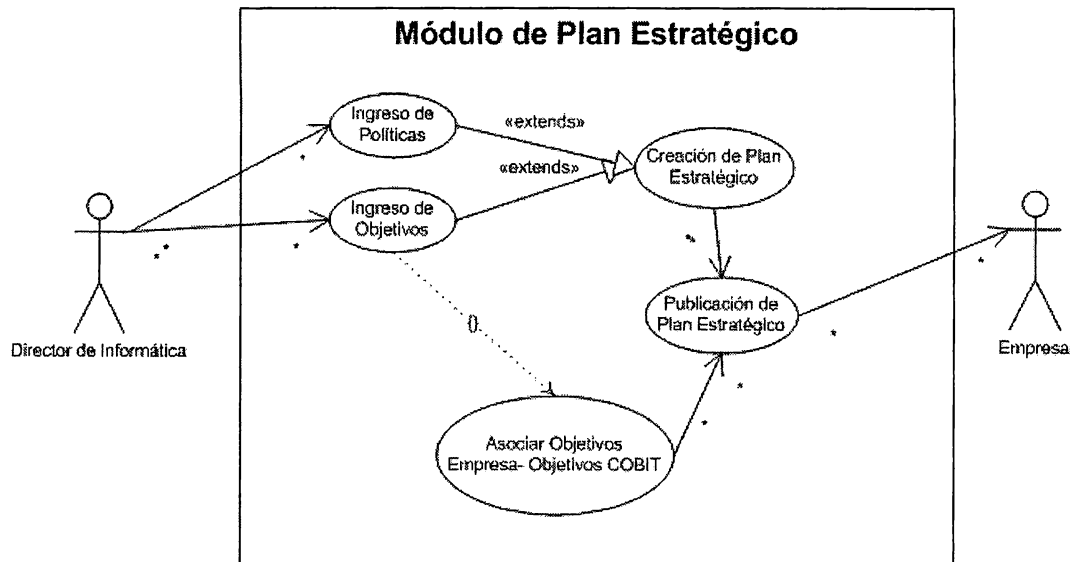 Módulo de Plan Estratégico
Ingreso de
Políticas
«extends»
«extends»
Creación de Plan
Estratégico
Ingreso de
Objetivos
*
*
*
*
*
Publicación de
Plan Estratégico
*
*
{}
Director de Informática
Empresa
*
*
Asociar Objetivos
Empresa- Objetivos COBIT